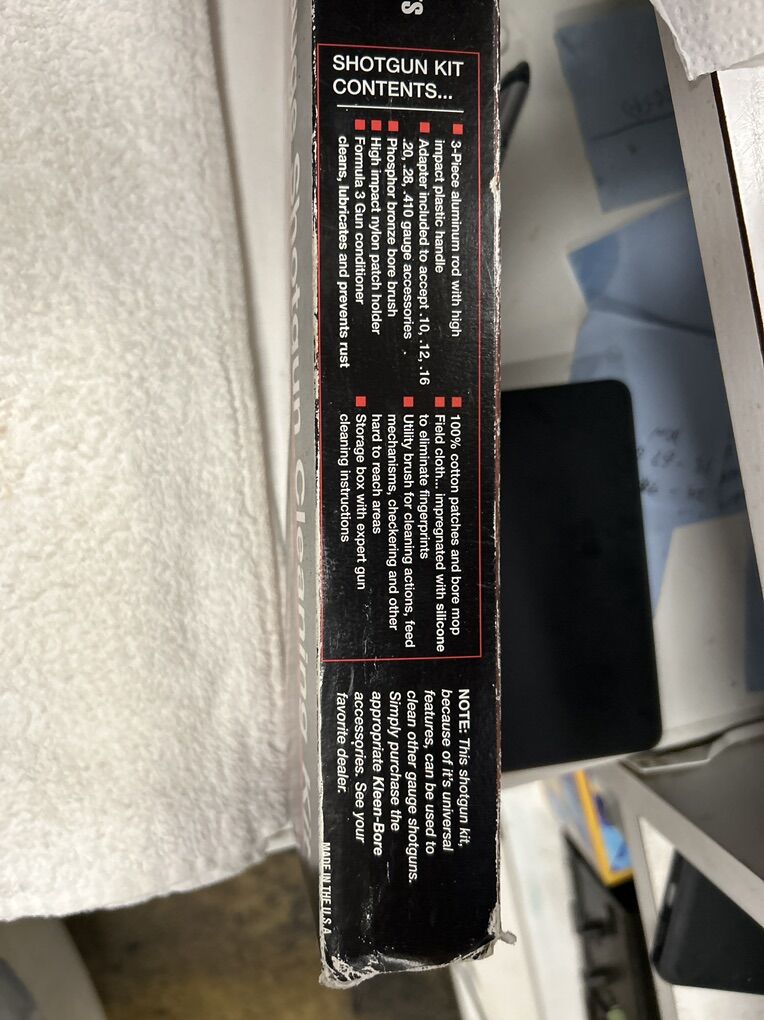 SHOTGUN KIT
CONTENTS...
3-Piece aluminum rod with high
impact plastic handle
Adapter included to accept .10, .12, .16
.20, .28, .410 gauge accessories .
Phosphor bronze bore brush
High impact nylon patch holder
Formula 3 Gun conditioner
cleans, lubricates and prevents rust
100% cotton patches and bore mop
Field cloth... impregnated with silicone
to eliminate fingerprints
Utility brush for cleaning actions, feed
mechanisms, checkering and other
hard to reach areas
Storage box with expert gun
cleaning instructions
NOTE: This shotgun kit,
because of it's universal
features, can be used to
clean other gauge shotguns.
Simply purchase the
appropriate Kleen-Bore
accessories. See your
favorite dealer.
MADE IN THE U.S.A.
Shotgun Cleaning